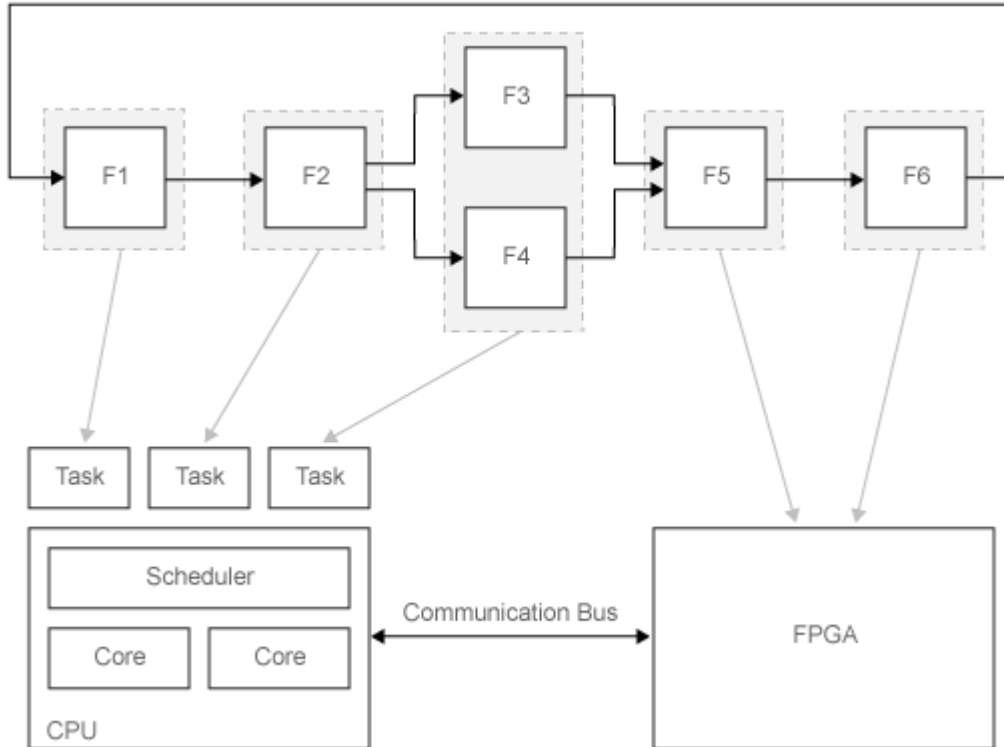 F3
F1
F2
F5
F6
F4
Task
Task
Task
Scheduler
Communication Bus
FPGA
Core
Core
CPU